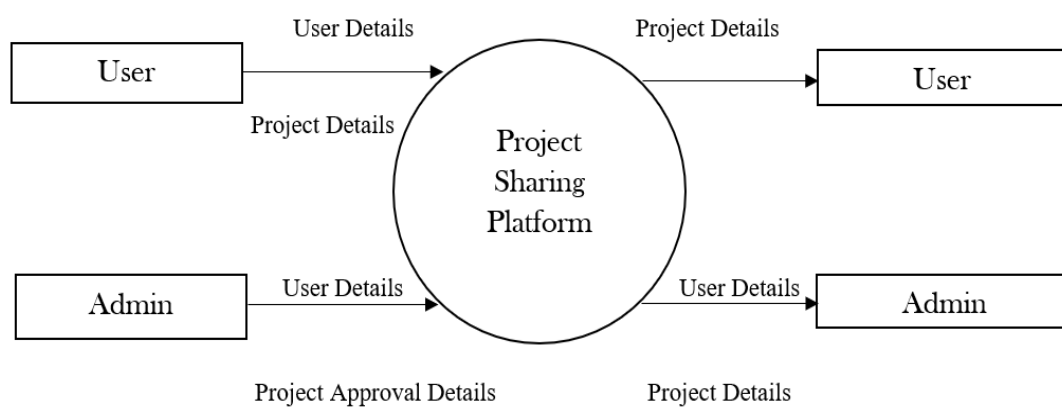 User Details
Project Details
User
User
Project Details
Project
Sharing
Platform
Admin
User Details
User Details
Admin
Project Approval Details
Project Details